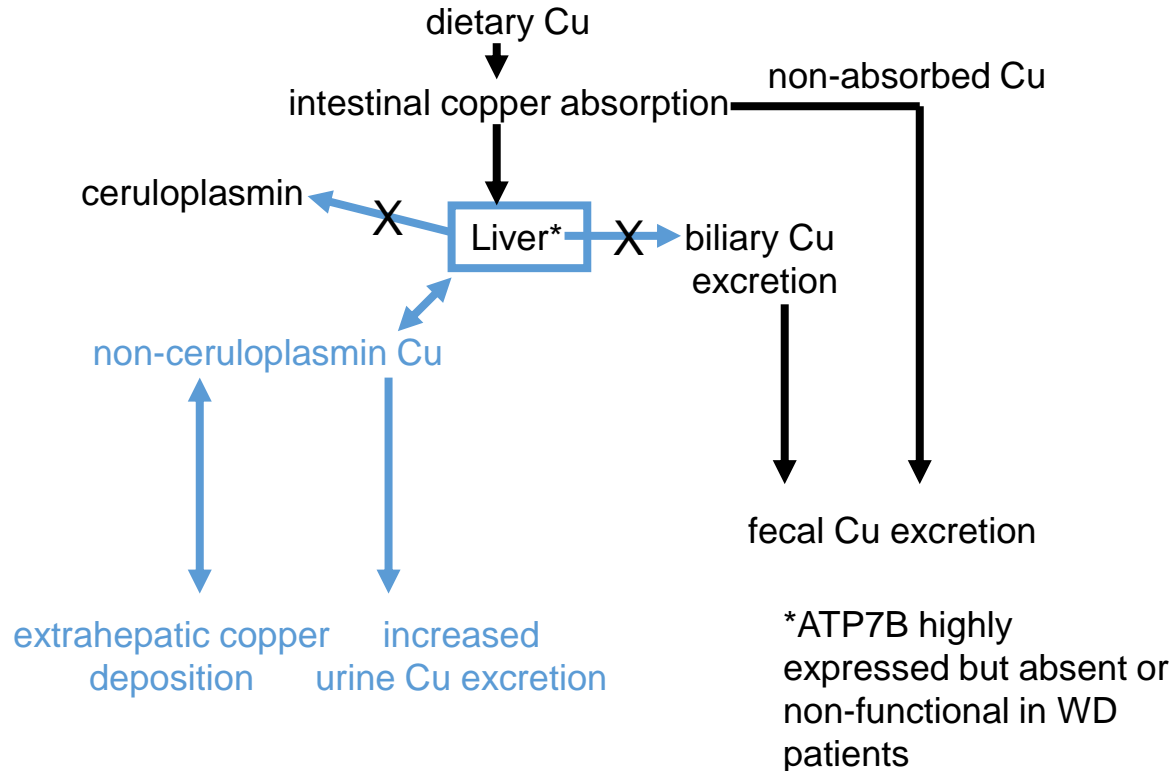 dietary Cu
non-absorbed Cu
intestinal copper absorption
ceruloplasmin
X
Liver*
X
biliary Cu
excretion
non-ceruloplasmin Cu
fecal Cu excretion
extrahepatic copper
deposition
increased
urine Cu excretion
*ATP7B highly
expressed but absent or
non-functional in WD
patients